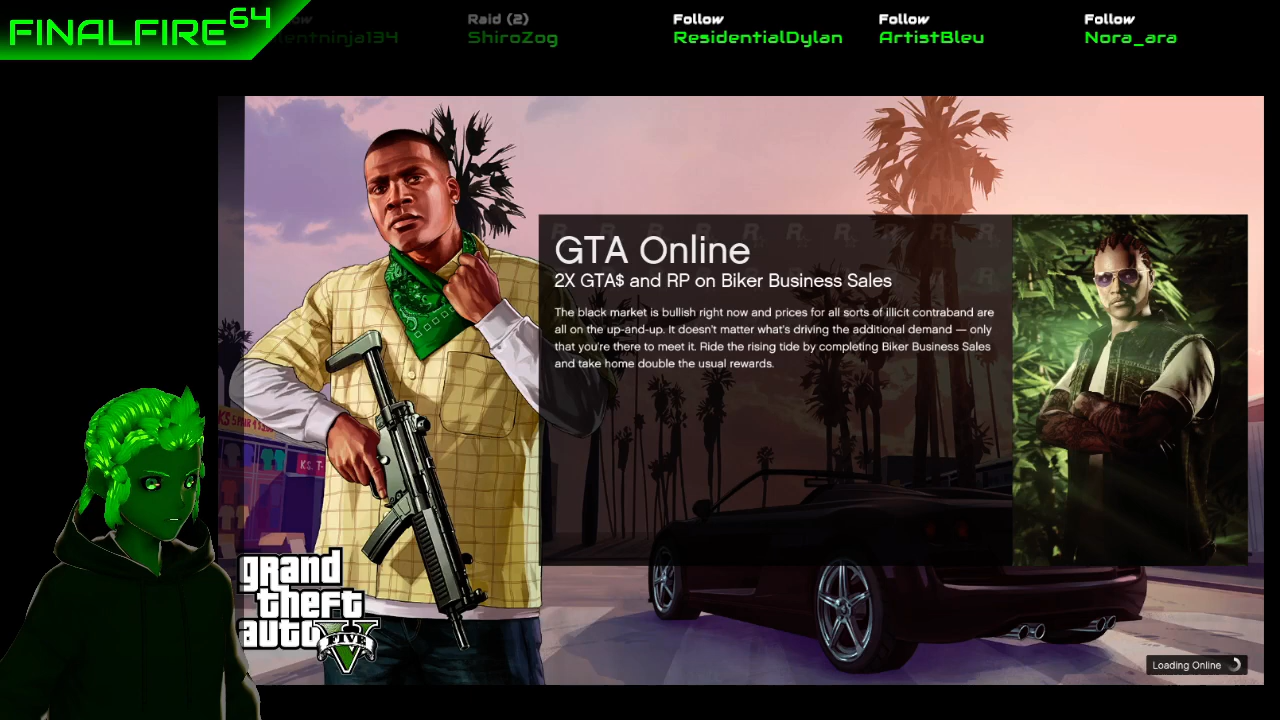 FINALFIRE64
Raid (2)
ShiroZog
Follow
ResidentialDylan
Follow
ArtistBleu
Follow
Nora_ara
GTA Online
2X GTA$ and RP on Biker Business Sales
The black market is bullish right now and prices for all sorts of illicit contraband are
all on the up-and-up. It doesn't matter what's driving the additional demand — only
that you're there to meet it. Ride the rising tide by completing Biker Business Sales
and take home double the usual rewards.
grand
theft
auto
V
FIVE
Loading Online